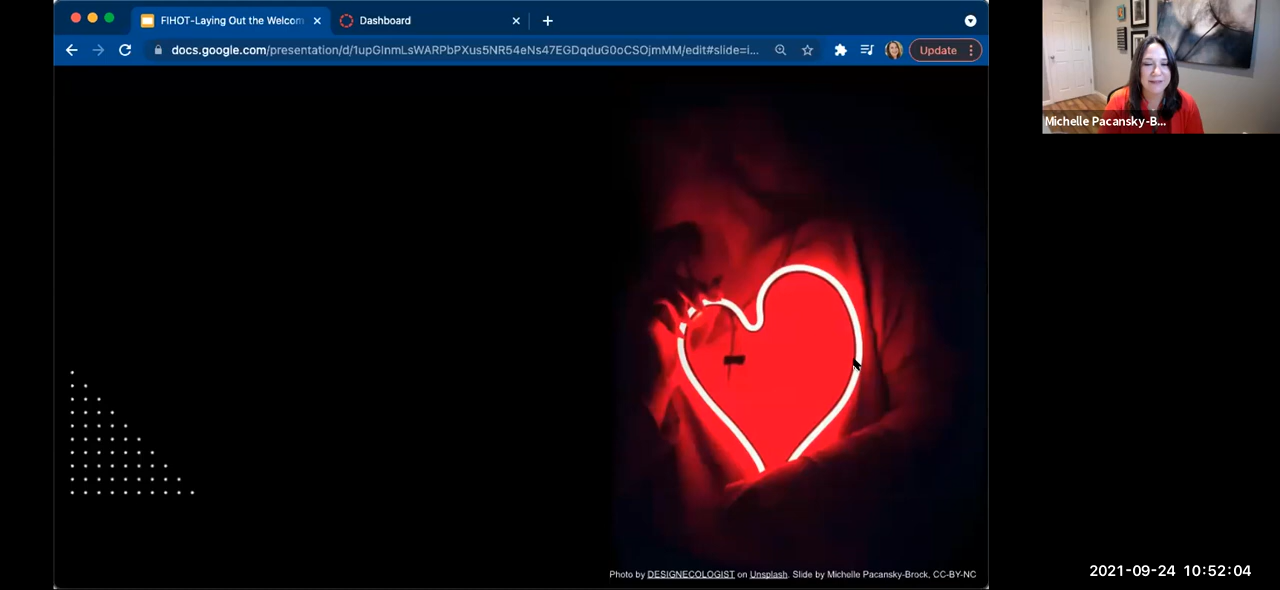 FIHOT-Laying Out the Welcom
Dashboard
docs.google.com/presentation/d/1upGlnmLsWARPbPXus5NR54eNs47EGDqduG0oCSOjmMM/edit#slide=i...
Update
Michelle Pacansky-B...
Photo by DESIGNECOLOGIST on Unsplash. Slide by Michelle Pacansky-Brock, CC-BY-NC
2021-09-24 10:52:04